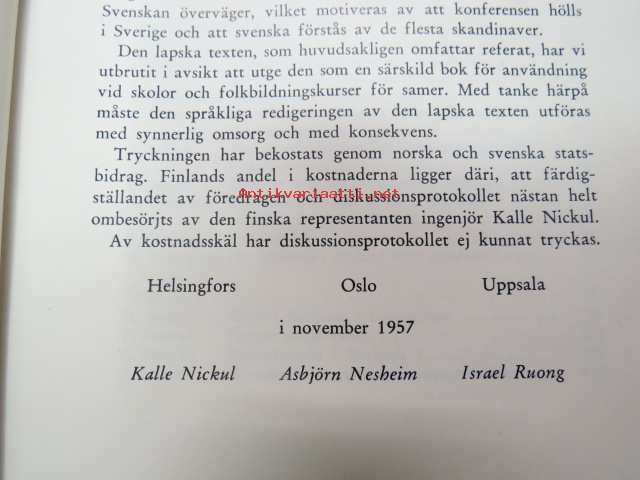 Svenskan överväger, vilket motiveras av att konferensen hölls
i Sverige och att svenska förstås av de flesta skandinaver.
Den lapska texten, som huvudsakligen omfattar referat, har vi
utbrutit i avsikt att utge den som en särskild bok för användning
vid skolor och folkbildningskurser för samer. Med tanke härpå
måste den språkliga redigeringen av den lapska texten utföras
med synnerlig omsorg och med konsekvens.
Tryckningen har bekostats genom norska och svenska stats-
bidrag. Finlands andel i kostnaderna ligger däri, att färdig-
Antikvariaatti.net
ställandet av föredragen och diskussionsprotokollet nästan helt
ombesörjts av den finska representanten ingenjör Kalle Nickul.
Av kostnadsskäl har diskussionsprotokollet ej kunnat tryckas.
Helsingfors Oslo Uppsala
i november 1957
Kalle Nickul Asbjörn Nesheim Israel Ruong